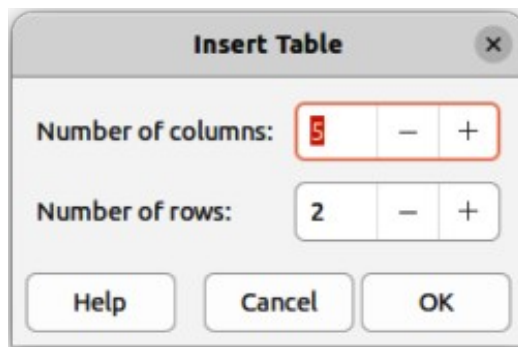 Insert Table
Number of columns: 5
Number of rows: 2
Help Cancel OK